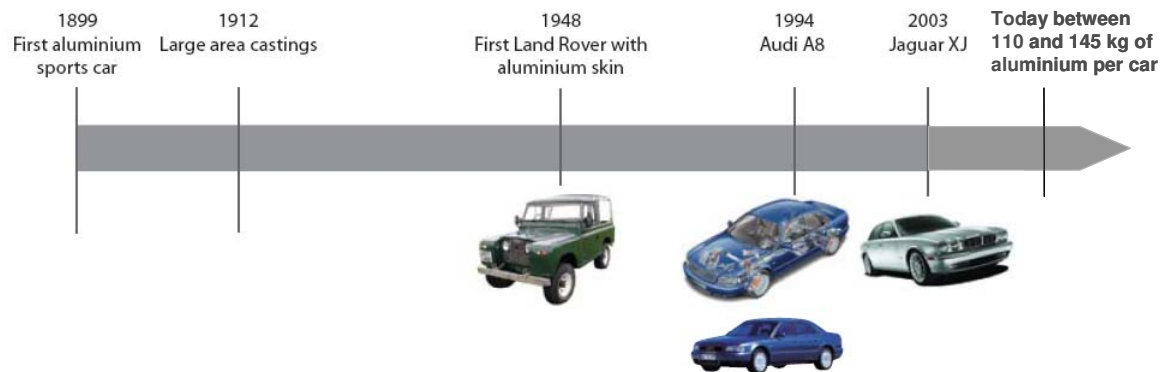 1899
First aluminium
sports car
1912
Large area castings
1948
First Land Rover with
aluminium skin
1994
Audi A8
2003
Jaguar XJ
Today between
110 and 145 kg of
aluminium per car